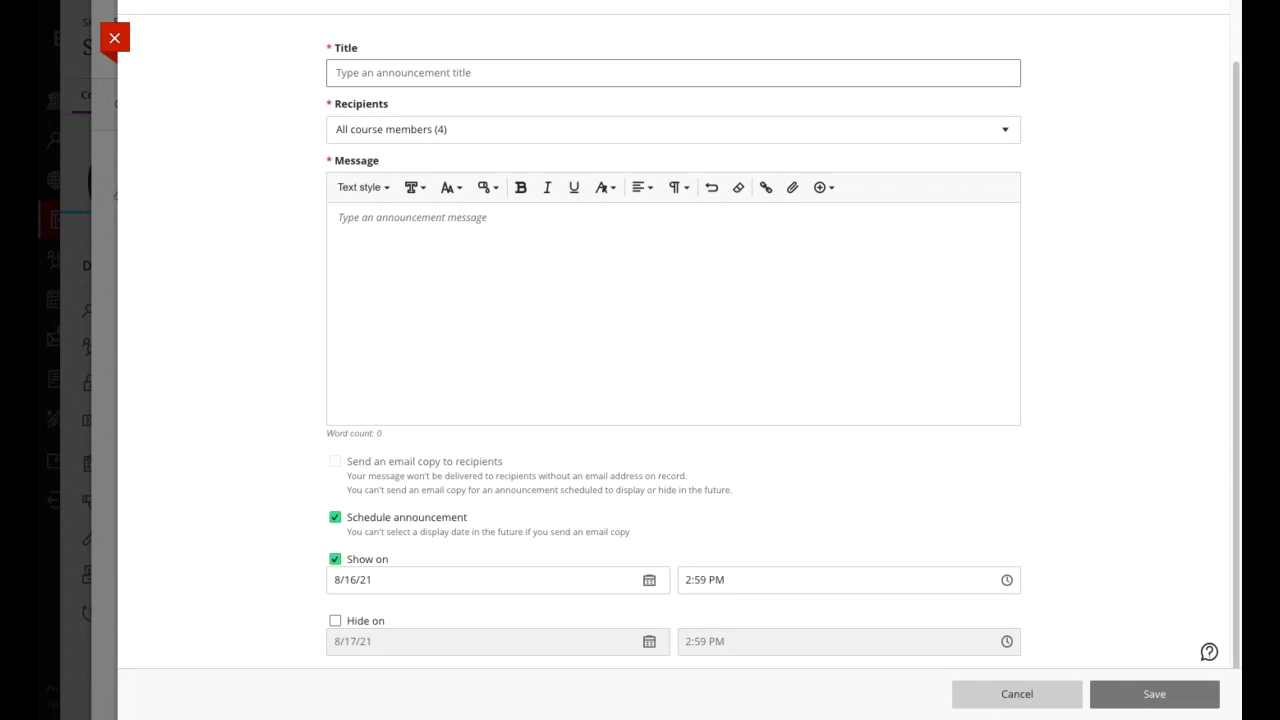 * Title
Type an announcement title
* Recipients
All course members (4)
* Message
Text style
Type an announcement message
Word count: 0
Send an email copy to recipients
Your message won't be delivered to recipients without an email address on record.
You can't send an email copy for an announcement scheduled to display or hide in the future.
Schedule announcement
You can't select a display date in the future if you send an email copy
Show on
8/16/21 2:59 PM
Hide on
8/17/21 2:59 PM
Cancel Save